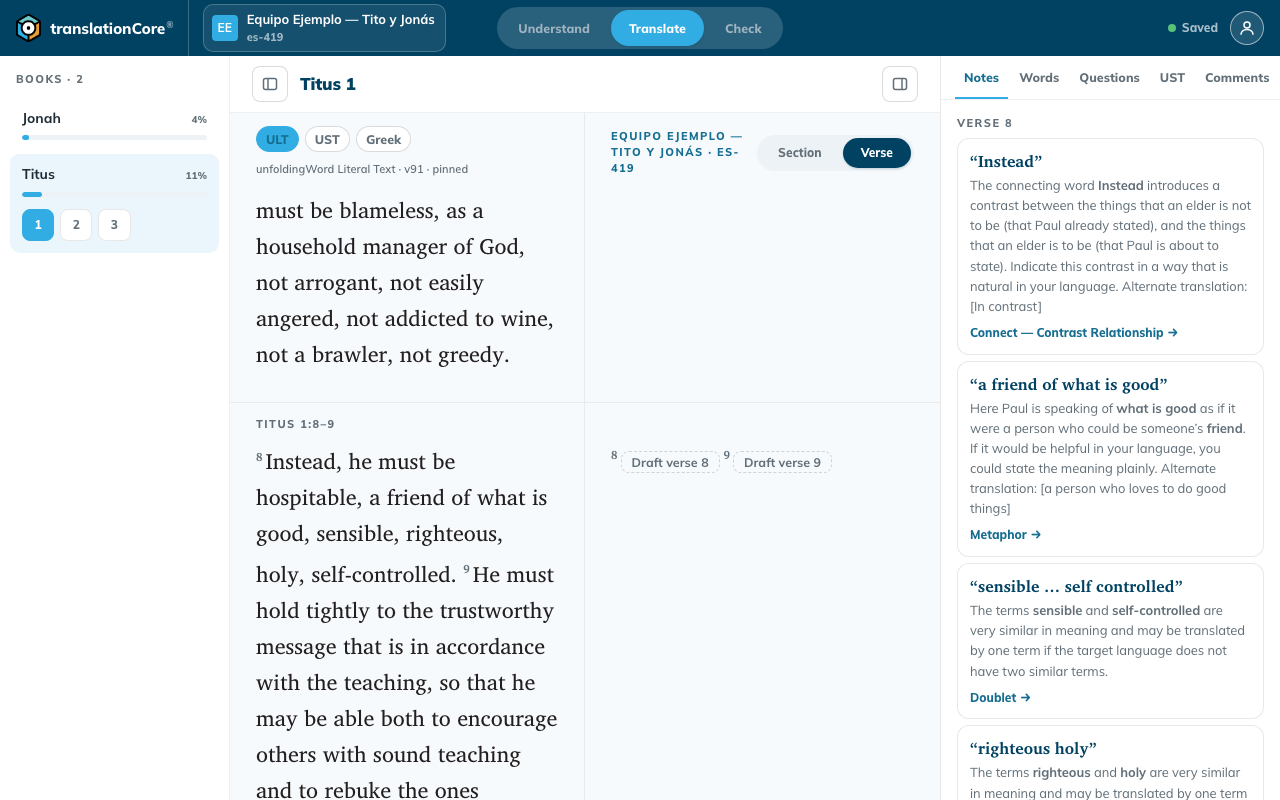 translationCore®
EE
Equipo Ejemplo — Tito y Jonás
es-419
Understand
Translate
Check
Saved
BOOKS · 2
Jonah
4%
Titus
11%
1
2
3
Titus 1
ULT
UST
Greek
unfoldingWord Literal Text · v91 · pinned
EQUIPO EJEMPLO —
TITO Y JONÁS · ES-
419
Section
Verse
must be blameless, as a
household manager of God,
not arrogant, not easily
angered, not addicted to wine,
not a brawler, not greedy.
TITUS 1:8–9
8 Instead, he must be
hospitable, a friend of what is
good, sensible, righteous,
holy, self-controlled. 9 He must
hold tightly to the trustworthy
message that is in accordance
with the teaching, so that he
may be able both to encourage
others with sound teaching
and to rebuke the ones
8 Draft verse 8 9 Draft verse 9
Notes
Words
Questions
UST
Comments
VERSE 8
“Instead”
The connecting word Instead introduces a
contrast between the things that an elder is not
to be (that Paul already stated), and the things
that an elder is to be (that Paul is about to
state). Indicate this contrast in a way that is
natural in your language. Alternate translation:
[In contrast]
Connect — Contrast Relationship →
“a friend of what is good”
Here Paul is speaking of what is good as if it
were a person who could be someone’s friend.
If it would be helpful in your language, you
could state the meaning plainly. Alternate
translation: [a person who loves to do good
things]
Metaphor →
“sensible … self controlled”
The terms sensible and self-controlled are
very similar in meaning and may be translated
by one term if the target language does not
have two similar terms.
Doublet →
“righteous holy”
The terms righteous and holy are very similar
in meaning and may be translated by one term